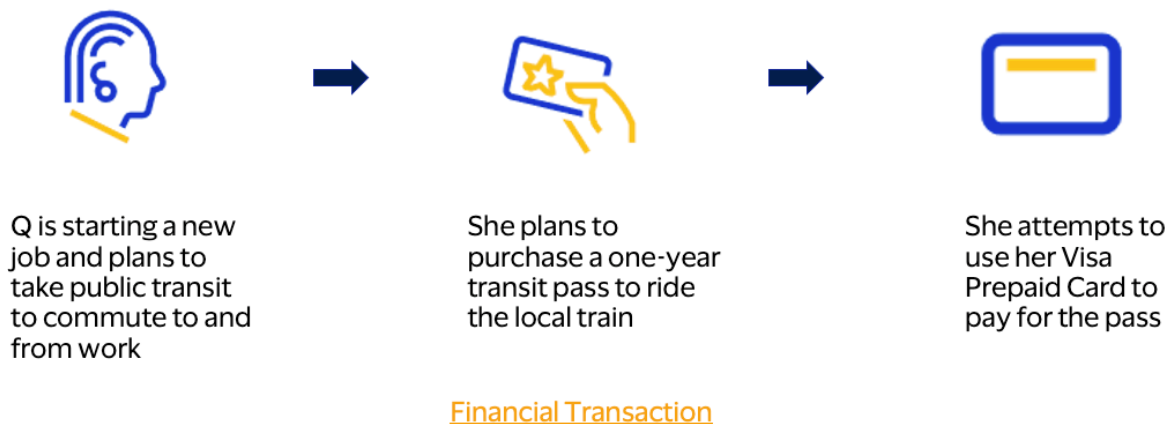 Q is starting a new
job and plans to
take public transit
to commute to and
from work
She plans to
purchase a one-year
transit pass to ride
the local train
She attempts to
use her Visa
Prepaid Card to
pay for the pass
Financial Transaction